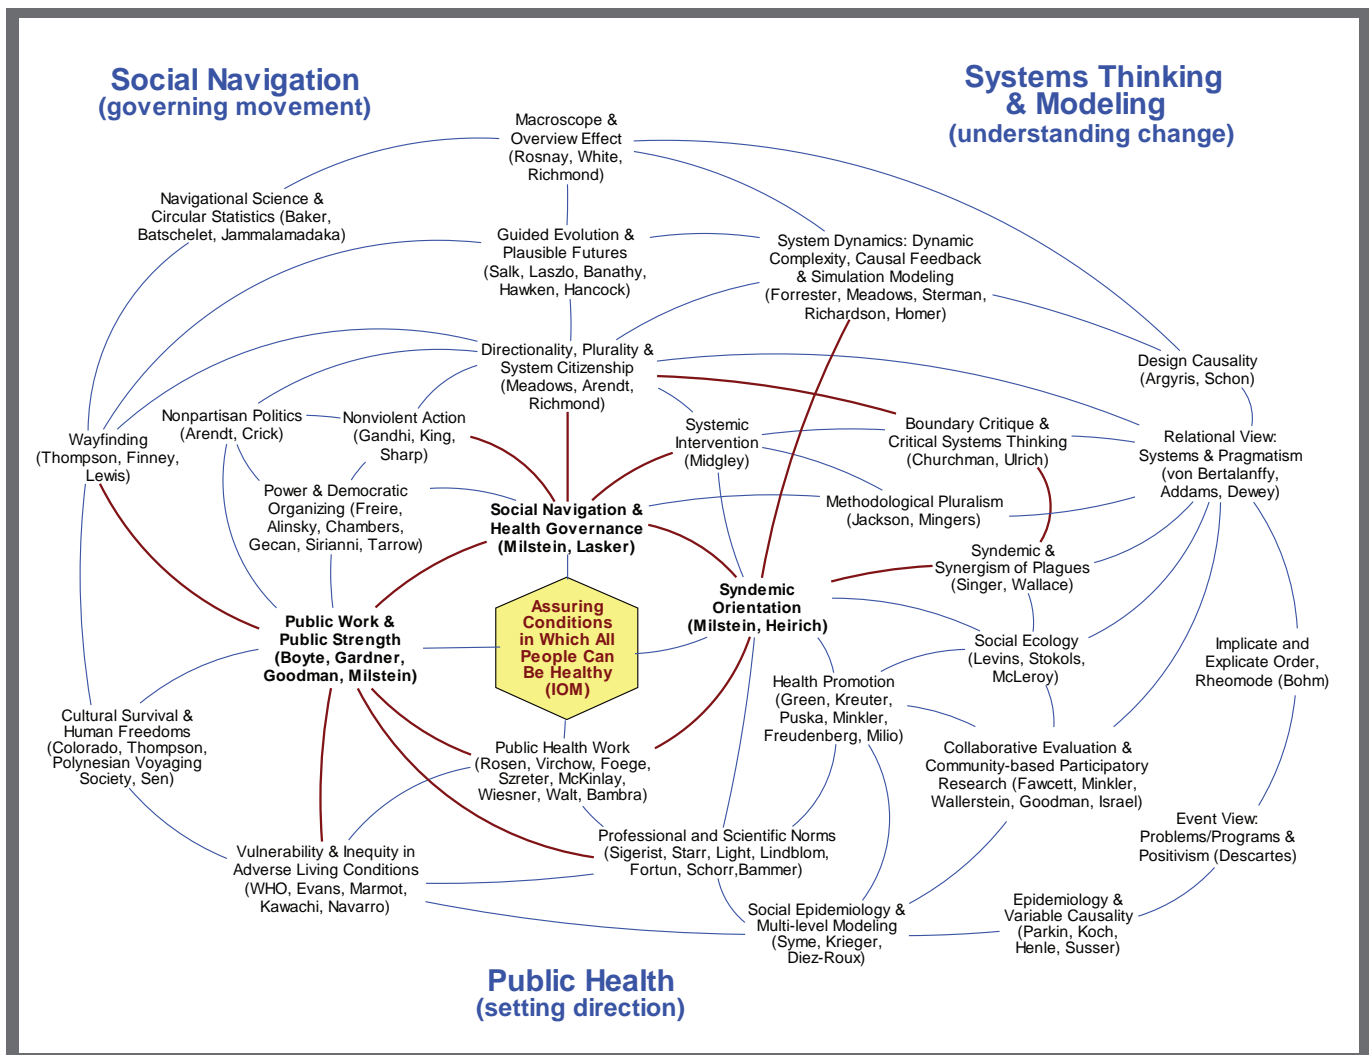 Social Navigation
(governing movement)
Systems Thinking
& Modeling
(understanding change)
Macroscope &
Overview Effect
(Rosnay, White,
Richmond)
Navigational Science &
Circular Statistics (Baker,
Batschelet, Jammalamadaka)
Guided Evolution &
Plausible Futures
(Salk, Laszlo, Banathy,
Hawken, Hancock)
System Dynamics: Dynamic
Complexity, Causal Feedback
& Simulation Modeling
(Forrester, Meadows, Sterman,
Richardson, Homer)
Directionality, Plurality &
System Citizenship
(Meadows, Arendt,
Richmond)
Design Causality
(Argyris, Schon)
Nonpartisan Politics
(Arendt, Crick)
Nonviolent Action
(Gandhi, King,
Sharp)
Systemic
Intervention
(Midgley)
Boundary Critique &
Critical Systems Thinking
(Churchman, Ulrich)
Relational View:
Systems & Pragmatism
(von Bertalanffy,
Addams, Dewey)
Wayfinding
(Thompson, Finney,
Lewis)
Power & Democratic
Organizing (Freire,
Alinsky, Chambers,
Gecan, Sirianni, Tarrow)
Social Navigation &
Health Governance
(Milstein, Lasker)
Methodological Pluralism
(Jackson, Mingers)
Syndemic &
Synergism of Plagues
(Singer, Wallace)
Syndemic
Orientation
(Milstein, Heirich)
Assuring
Conditions
in Which All
People Can
Be Healthy
(IOM)
Public Work &
Public Strength
(Boyte, Gardner,
Goodman, Milstein)
Social Ecology
(Levins, Stokols,
McLeroy)
Implicate and
Explicate Order,
Rheomode (Bohm)
Health Promotion
(Green, Kreuter,
Puska, Minkler,
Freudenberg, Milio)
Cultural Survival &
Human Freedoms
(Colorado, Thompson,
Polynesian Voyaging
Society, Sen)
Public Health Work
(Rosen, Virchow, Foege,
Szreter, McKinlay,
Wiesner, Walt, Bambra)
Collaborative Evaluation &
Community-based Participatory
Research (Fawcett, Minkler,
Wallerstein, Goodman, Israel)
Event View:
Problems/Programs &
Positivism (Descartes)
Professional and Scientific Norms
(Sigerist, Starr, Light, Lindblom,
Fortun, Schorr,Bammer)
Vulnerability & Inequity in
Adverse Living Conditions
(WHO, Evans, Marmot,
Kawachi, Navarro)
Social Epidemiology &
Multi-level Modeling
(Syme, Krieger,
Diez-Roux)
Epidemiology &
Variable Causality
(Parkin, Koch,
Henle, Susser)
Public Health
(setting direction)